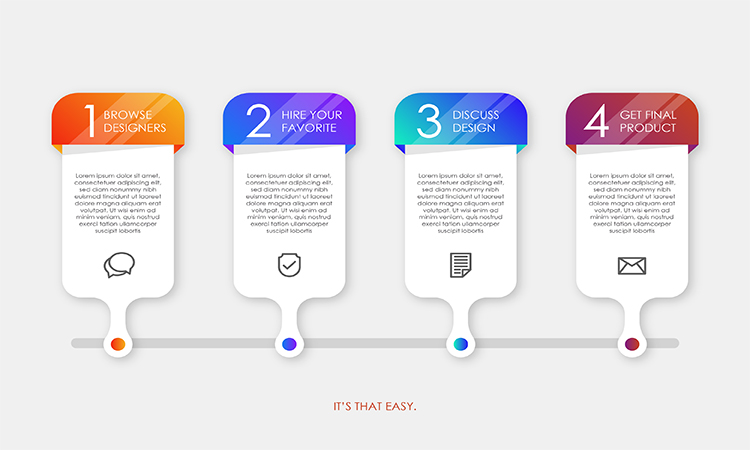 1 BROWSE
DESIGNERS
Lorem ipsum dolor sit amet,
consectetuer adipiscing elit,
sed diam nonummy nibh
euismod tincidunt ut laoreet
dolore magna aliquam erat
volutpat. Ut wisi enim ad
minim veniam, quis nostrud
exerci tation ullamcorper
suscipit lobortis
2 HIRE YOUR
FAVORITE
Lorem ipsum dolor sit amet,
consectetuer adipiscing elit,
sed diam nonummy nibh
euismod tincidunt ut laoreet
dolore magna aliquam erat
volutpat. Ut wisi enim ad
minim veniam, quis nostrud
exerci tation ullamcorper
suscipit lobortis
3 DISCUSS
DESIGN
Lorem ipsum dolor sit amet,
consectetuer adipiscing elit,
sed diam nonummy nibh
euismod tincidunt ut laoreet
dolore magna aliquam erat
volutpat. Ut wisi enim ad
minim veniam, quis nostrud
exerci tation ullamcorper
suscipit lobortis
4 GET FINAL
PRODUCT
Lorem ipsum dolor sit amet,
consectetuer adipiscing elit,
sed diam nonummy nibh
euismod tincidunt ut laoreet
dolore magna aliquam erat
volutpat. Ut wisi enim ad
minim veniam, quis nostrud
exerci tation ullamcorper
suscipit lobortis
IT'S THAT EASY.